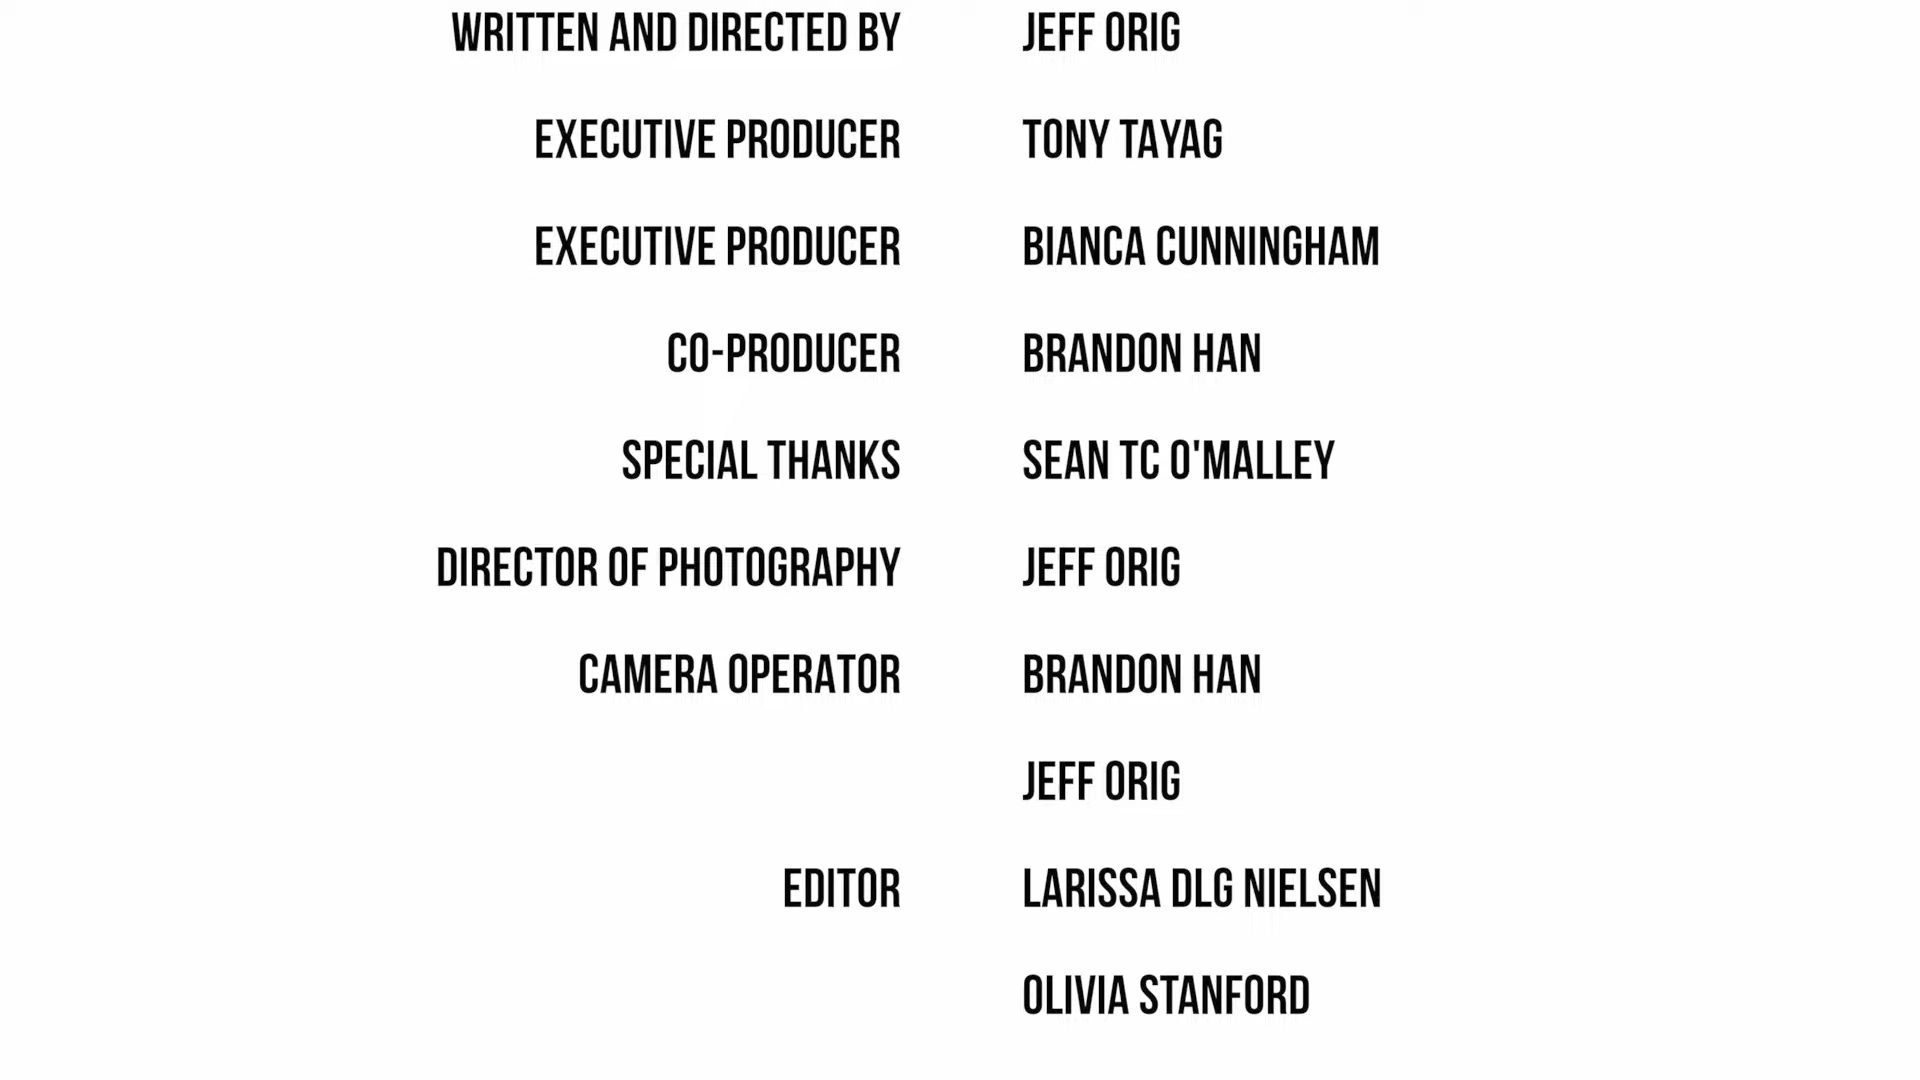 WRITTEN AND DIRECTED BY JEFF ORIG
EXECUTIVE PRODUCER TONY TAYAG
EXECUTIVE PRODUCER BIANCA CUNNINGHAM
CO-PRODUCER BRANDON HAN
SPECIAL THANKS SEAN TC O'MALLEY
DIRECTOR OF PHOTOGRAPHY JEFF ORIG
CAMERA OPERATOR BRANDON HAN
JEFF ORIG
EDITOR LARISSA DLG NIELSEN
OLIVIA STANFORD